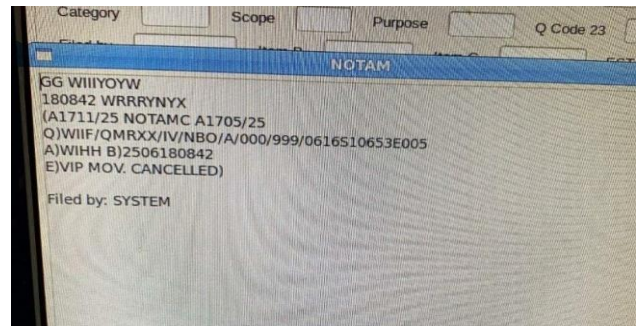 Category
Scope
Purpose
Q Code 23
NOTAM
GG WIIIYOYW
180842 WRRRYNYX
(A1711/25 NOTAMC A1705/25
Q)WIIF/QMRXX/IV/NBO/A/000/999/0616S10653E005
A)WIHH B)2506180842
E)VIP MOV. CANCELLED)
Filed by: SYSTEM